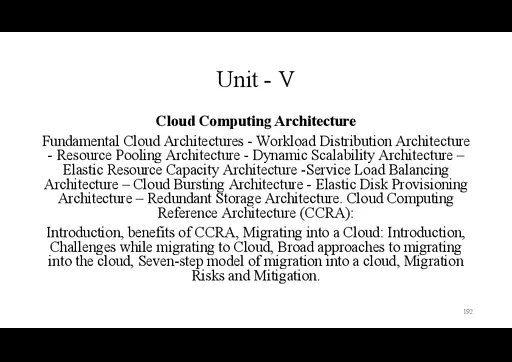 Unit - V
Cloud Computing Architecture
Fundamental Cloud Architectures - Workload Distribution Architecture
- Resource Pooling Architecture - Dynamic Scalability Architecture –
Elastic Resource Capacity Architecture -Service Load Balancing
Architecture – Cloud Bursting Architecture - Elastic Disk Provisioning
Architecture – Redundant Storage Architecture. Cloud Computing
Reference Architecture (CCRA):
Introduction, benefits of CCRA, Migrating into a Cloud: Introduction,
Challenges while migrating to Cloud, Broad approaches to migrating
into the cloud, Seven-step model of migration into a cloud, Migration
Risks and Mitigation.
192